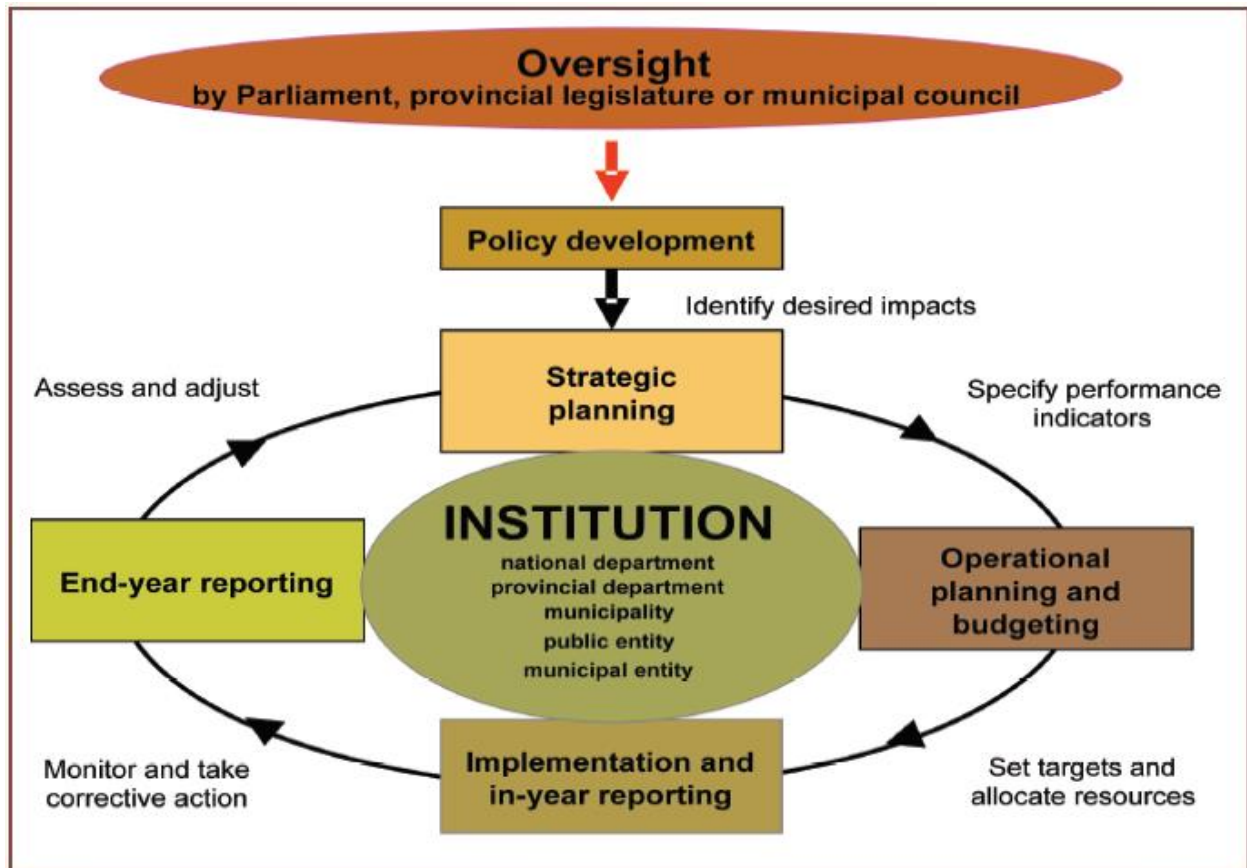 Oversight
by Parliament, provincial legislature or municipal council
Policy development
Identify desired impacts
Strategic
planning
Assess and adjust
Specify performance
indicators
INSTITUTION
national department
provincial department
municipality
public entity
municipal entity
End-year reporting
Operational
planning and
budgeting
Implementation and
in-year reporting
Monitor and take
corrective action
Set targets and
allocate resources